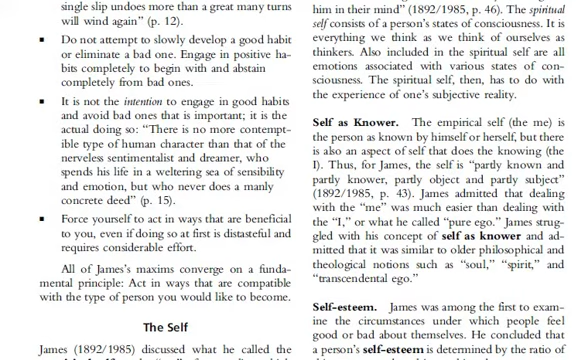 single slip undoes more than a great many turns
will wind again” (p. 12).
▪ Do not attempt to slowly develop a good habit
or eliminate a bad one. Engage in positive ha-
bits completely to begin with and abstain
completely from bad ones.
▪ It is not the intention to engage in good habits
and avoid bad ones that is important; it is the
actual doing so: “There is no more contempt-
ible type of human character than that of the
nerveless sentimentalist and dreamer, who
spends his life in a weltering sea of sensibility
and emotion, but who never does a manly
concrete deed” (p. 15).
▪ Force yourself to act in ways that are beneficial
to you, even if doing so at first is distasteful and
requires considerable effort.
All of James’s maxims converge on a funda-
mental principle: Act in ways that are compatible
with the type of person you would like to become.
The Self
James (1892/1985) discussed what he called the
him in their mind” (1892/1985, p. 46). The spiritual
self consists of a person’s states of consciousness. It is
everything we think as we think of ourselves as
thinkers. Also included in the spiritual self are all
emotions associated with various states of con-
sciousness. The spiritual self, then, has to do with
the experience of one’s subjective reality.
Self as Knower. The empirical self (the me) is
the person as known by himself or herself, but there
is also an aspect of self that does the knowing (the
I). Thus, for James, the self is “partly known and
partly knower, partly object and partly subject”
(1892/1985, p. 43). James admitted that dealing
with the “me” was much easier than dealing with
the “I,” or what he called “pure ego.” James strug-
gled with his concept of self as knower and ad-
mitted that it was similar to older philosophical and
theological notions such as “soul,” “spirit,” and
“transcendental ego.”
Self-esteem. James was among the first to exam-
ine the circumstances under which people feel
good or bad about themselves. He concluded that
a person’s self-esteem is determined by the ratio of